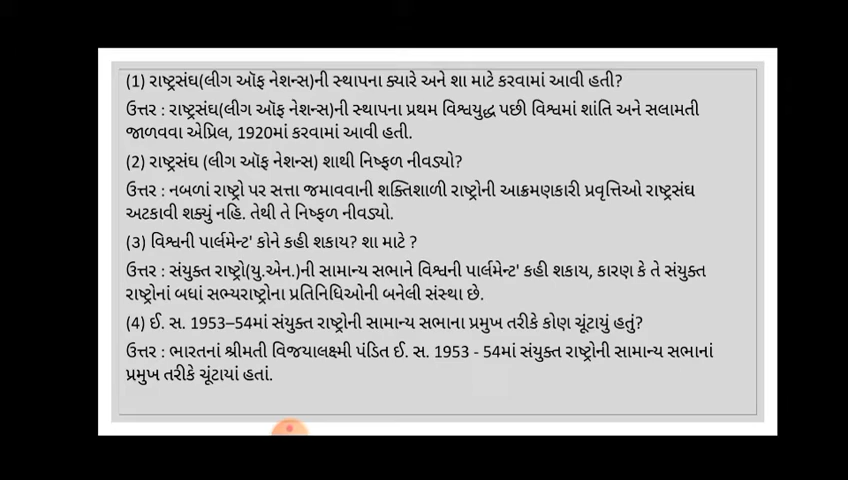 (1) રાષ્ટ્રસંઘ(લીગ ઑફ નેશન્સ)ની સ્થાપના ક્યારે અને શા માટે કરવામાં આવી હતી?
ઉત્તર : રાષ્ટ્રસંઘ(લીગ ઑફ નેશન્સ)ની સ્થાપના પ્રથમ વિશ્વયુદ્ધ પછી વિશ્વમાં શાંતિ અને સલામતી
જાળવવા એપ્રિલ, 1920માં કરવામાં આવી હતી.
(2) રાષ્ટ્રસંઘ (લીગ ઑફ નેશન્સ) શાથી નિષ્ફળ નીવડ્યો?
ઉત્તર : નબળાં રાષ્ટ્રો પર સત્તા જમાવવાની શક્તિશાળી રાષ્ટ્રોની આક્રમણકારી પ્રવૃત્તિઓ રાષ્ટ્રસંઘ
અટકાવી શક્યું નહિ. તેથી તે નિષ્ફળ નીવડ્યો.
(3) વિશ્વની પાર્લમેન્ટ' કોને કહી શકાય? શા માટે ?
ઉત્તર : સંયુક્ત રાષ્ટ્રો(યુ.એન.)ની સામાન્ય સભાને વિશ્વની પાર્લમેન્ટ' કહી શકાય, કારણ કે તે સંયુક્ત
રાષ્ટ્રોનાં બધાં સભ્યરાષ્ટ્રોના પ્રતિનિધિઓની બનેલી સંસ્થા છે.
(4) ઈ. સ. 1953–54માં સંયુક્ત રાષ્ટ્રોની સામાન્ય સભાના પ્રમુખ તરીકે કોણ ચૂંટાયું હતું?
ઉત્તર : ભારતનાં શ્રીમતી વિજયાલક્ષ્મી પંડિત ઈ. સ. 1953 - 54માં સંયુક્ત રાષ્ટ્રોની સામાન્ય સભાનાં
પ્રમુખ તરીકે ચૂંટાયાં હતાં.